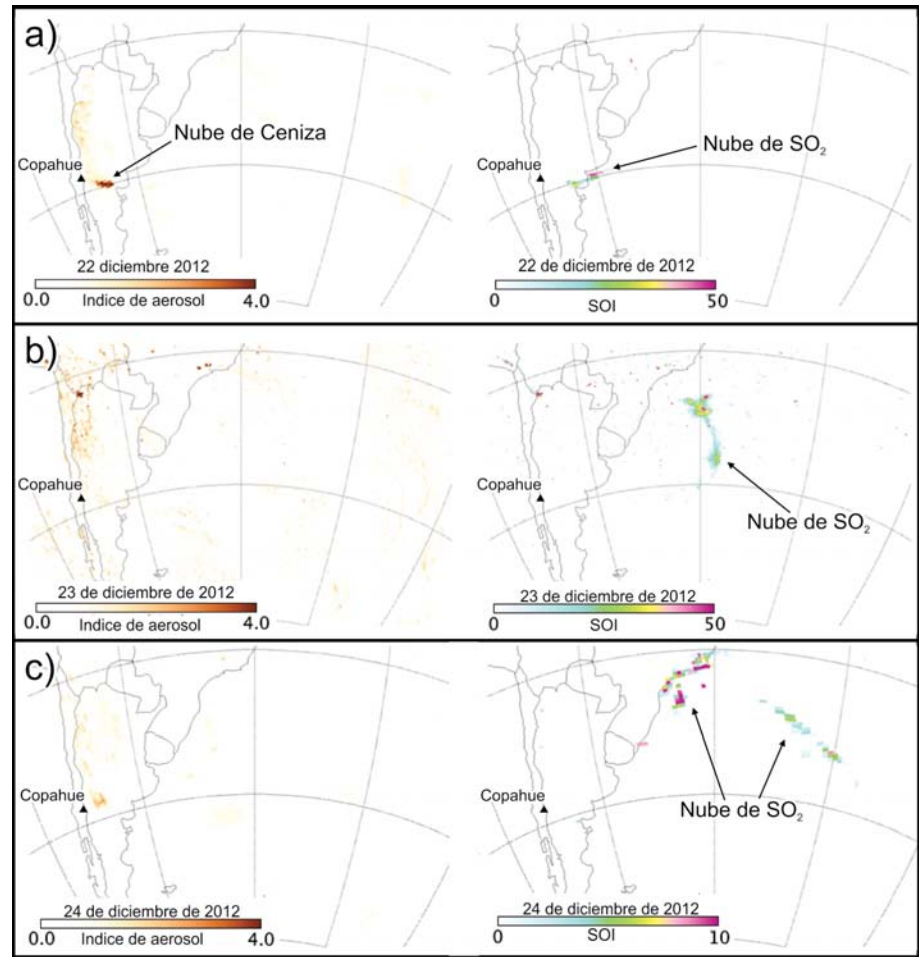 a)
Nube de Ceniza
Copahue
22 diciembre 2012
0.0 Indice de aerosol 4.0
Nube de SO₂
Copahue
22 de diciembre de 2012
0 SOI 50
b)
Copahue
23 de diciembre de 2012
0.0 Indice de aerosol 4.0
Copahue
Nube de SO₂
23 de diciembre de 2012
0 SOI 50
c)
Copahue
24 de diciembre de 2012
0.0 Indice de aerosol 4.0
Copahue
Nube de SO₂
24 de diciembre de 2012
0 SOI 10